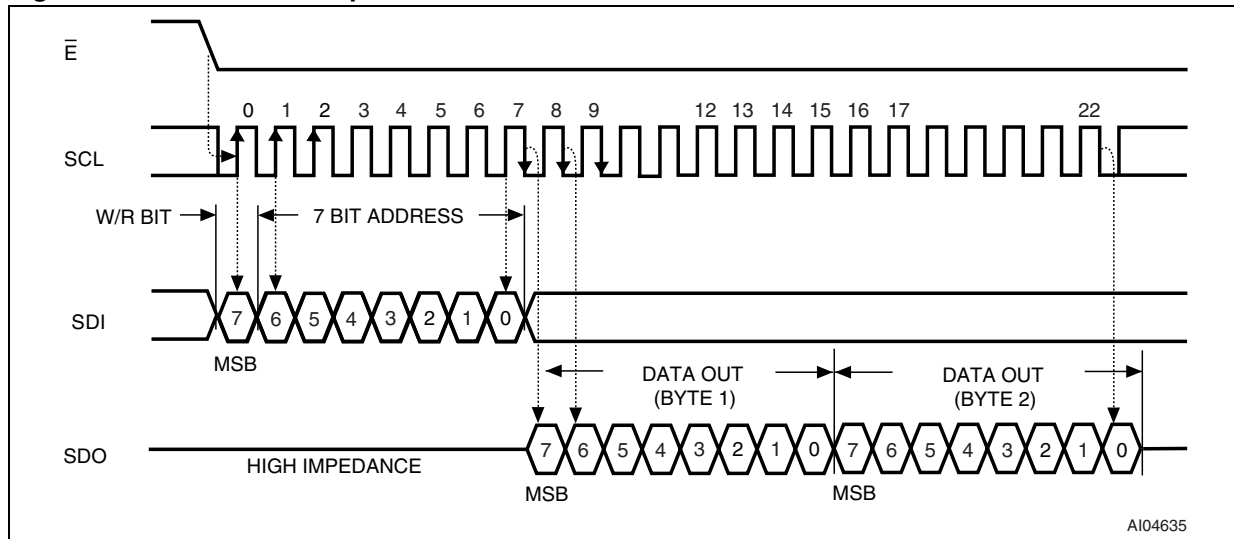 E̅
0 1 2 3 4 5 6 7 8 9 12 13 14 15 16 17 22
SCL
W/R BIT 7 BIT ADDRESS
SDI 7 6 5 4 3 2 1 0
MSB
DATA OUT DATA OUT
(BYTE 1) (BYTE 2)
SDO HIGH IMPEDANCE 7 6 5 4 3 2 1 0 7 6 5 4 3 2 1 0
MSB MSB
AI04635